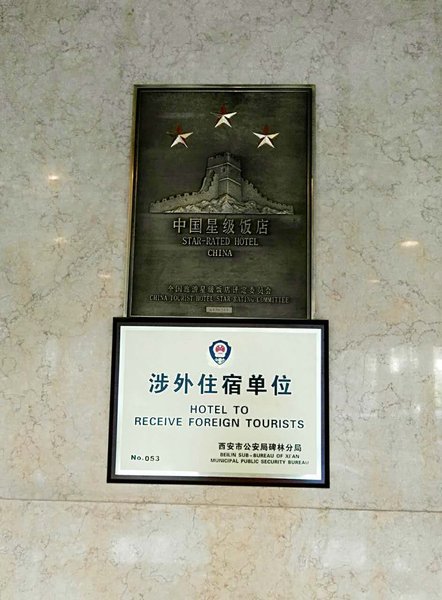 中国星级饭店
STAR-RATED HOTEL
CHINA
全国旅游星级饭店评定委员会
CHINA TOURIST HOTEL STAR-RATING COMMITTEE
涉外住宿单位
HOTEL TO
RECEIVE FOREIGN TOURISTS
西安市公安局碑林分局
No.053
BEILIN SUB-BUREAU OF XI'AN
MUNICIPAL PUBLIC SECURITY BUREAU